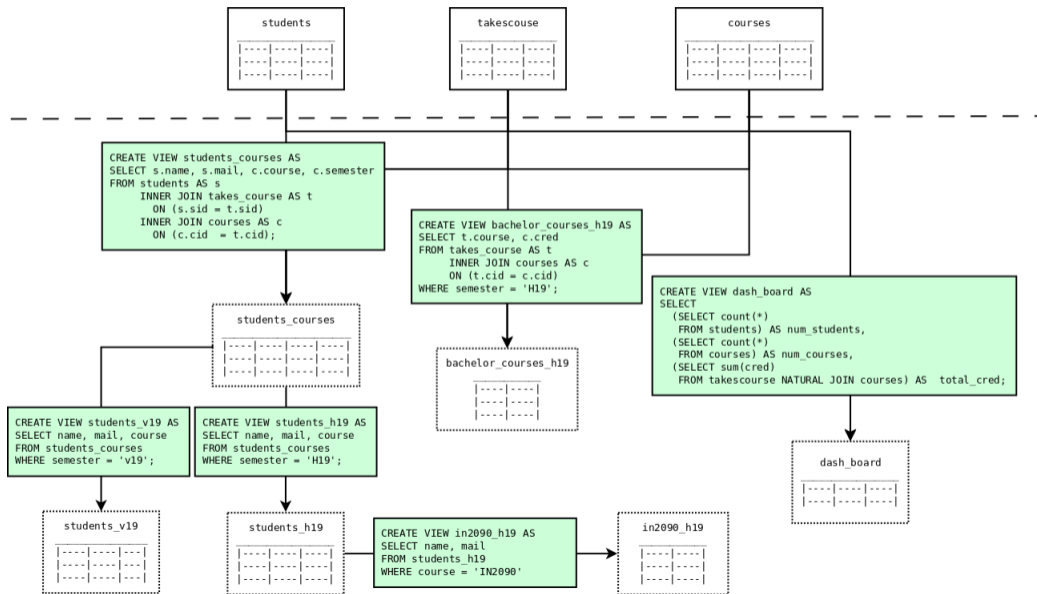 students
takescouse
courses
CREATE VIEW students_courses AS
SELECT s.name, s.mail, c.course, c.semester
FROM students AS s
INNER JOIN takes_course AS t
ON (s.sid = t.sid)
INNER JOIN courses AS c
ON (c.cid  = t.cid);
CREATE VIEW bachelor_courses_h19 AS
SELECT t.course, c.cred
FROM takes_course AS t
INNER JOIN courses AS c
ON (t.cid = c.cid)
WHERE semester = 'H19';
CREATE VIEW dash_board AS
SELECT
(SELECT count(*)
FROM students) AS num_students,
(SELECT count(*)
FROM courses) AS num_courses,
(SELECT sum(cred)
FROM takescourse NATURAL JOIN courses) AS  total_cred;
students_courses
bachelor_courses_h19
CREATE VIEW students_v19 AS
SELECT name, mail, course
FROM students_courses
WHERE semester = 'v19';
CREATE VIEW students_h19 AS
SELECT name, mail, course
FROM students_courses
WHERE semester = 'H19';
dash_board
students_v19
students_h19
CREATE VIEW in2090_h19 AS
SELECT name, mail
FROM students_h19
WHERE course = 'IN2090'
in2090_h19